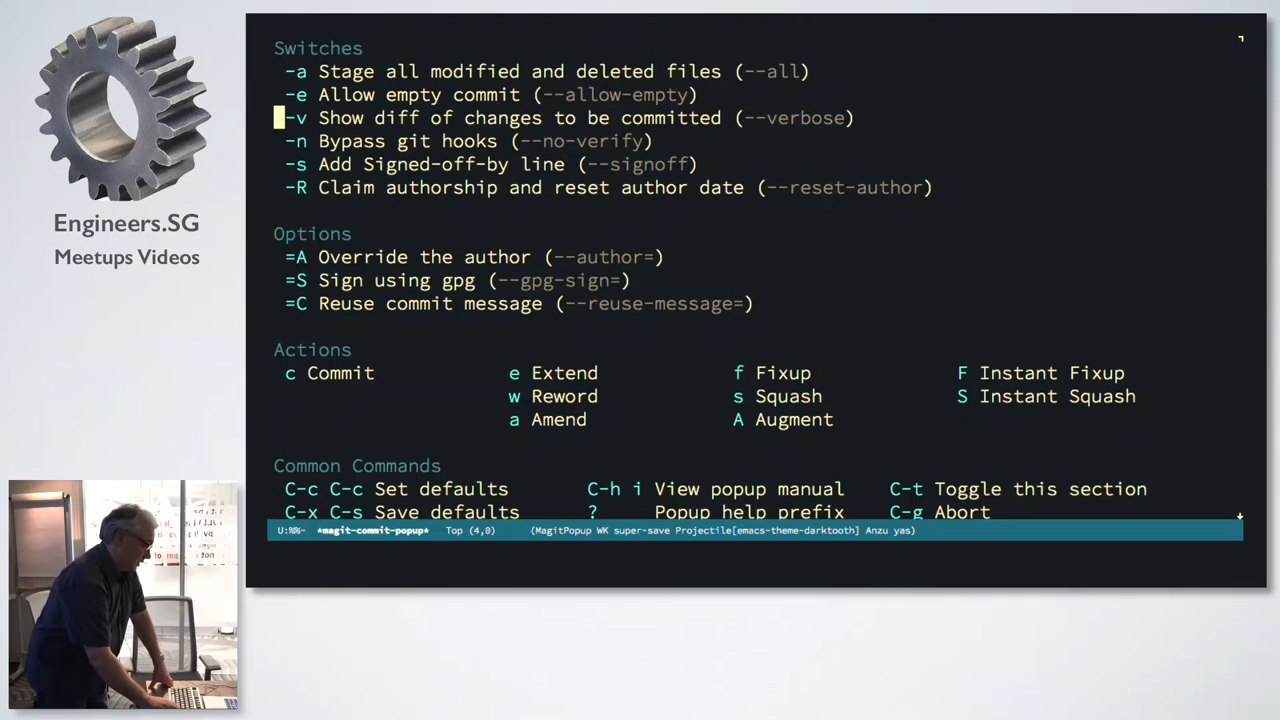 Engineers.SG
Meetups Videos
Switches
-a Stage all modified and deleted files (--all)
-e Allow empty commit (--allow-empty)
-v Show diff of changes to be committed (--verbose)
-n Bypass git hooks (--no-verify)
-s Add Signed-off-by line (--signoff)
-R Claim authorship and reset author date (--reset-author)
Options
=A Override the author (--author=)
=S Sign using gpg (--gpg-sign=)
=C Reuse commit message (--reuse-message=)
Actions
c Commit e Extend f Fixup F Instant Fixup
w Reword s Squash S Instant Squash
a Amend A Augment
Common Commands
C-c C-c Set defaults C-h i View popup manual C-t Toggle this section
C-x C-s Save defaults ? Popup help prefix C-g Abort
U:%%- *magit-commit-popup* Top (4,0) (MagitPopup WK super-save Projectile[emacs-theme-darktooth] Anzu yas)